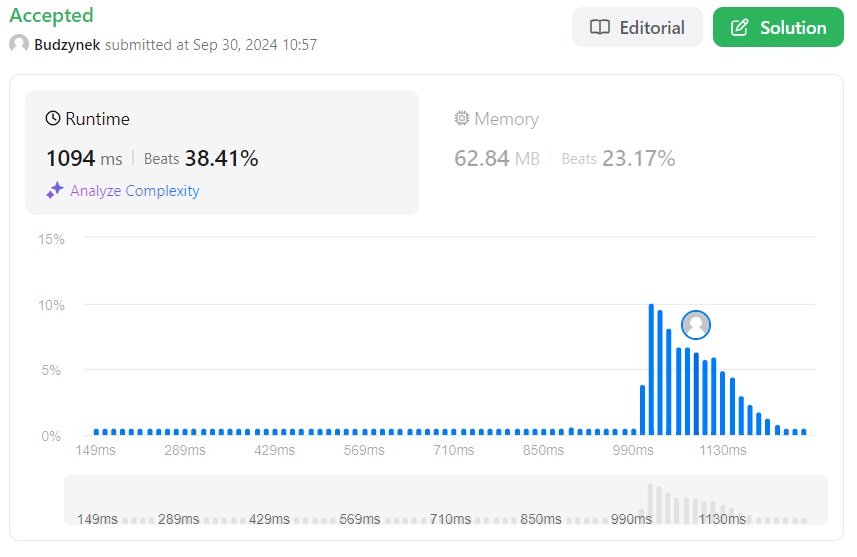 Accepted
Budzynek submitted at Sep 30, 2024 10:57
Editorial
Solution
Runtime
1094 ms | Beats 38.41%
Analyze Complexity
Memory
62.84 MB | Beats 23.17%
15%
10%
5%
0%
149ms 289ms 429ms 569ms 710ms 850ms 990ms 1130ms
149ms 289ms 429ms 569ms 710ms 850ms 990ms 1130ms